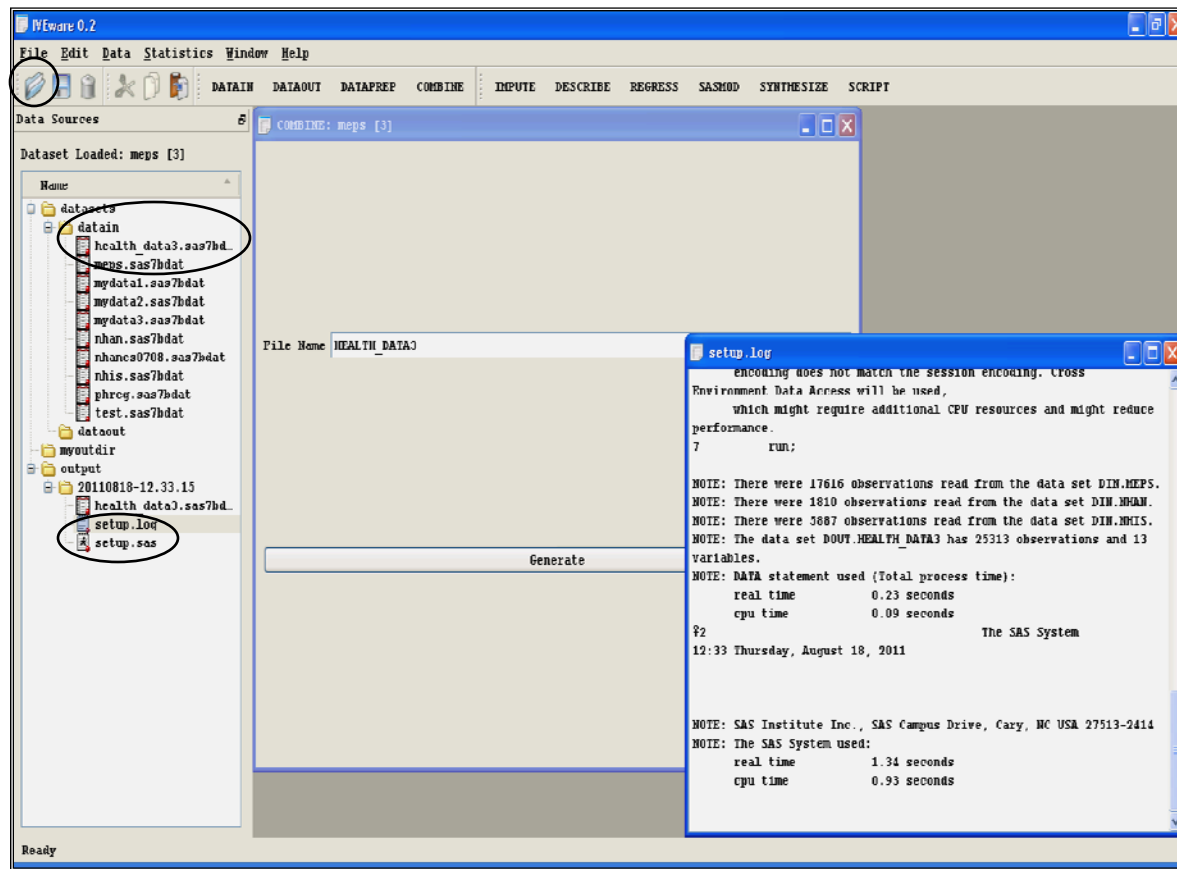 IVEware 0.2
File Edit Data Statistics Window Help
DATAIN DATAOUT DATAPREP COMBINE IMPUTE DESCRIBE REGRESS SASMOD SYNTHESIZE SCRIPT
Data Sources
Dataset Loaded: meps [3]
Name
datasets
datain
health_data3.sas7bd…
meps.sas7bdat
mydata1.sas7bdat
mydata2.sas7bdat
mydata3.sas7bdat
nhan.sas7bdat
nhanes0708.sas7bdat
nhis.sas7bdat
phreg.sas7bdat
test.sas7bdat
dataout
myoutdir
output
20110818-12.33.15
health_data3.sas7bd…
setup.log
setup.sas
COMBINE: meps [3]
File Name HEALTH_DATA3
Generate
setup.log
encoding does not match the session encoding. Cross
Environment Data Access will be used,
which might require additional CPU resources and might reduce
performance.
7 run;
NOTE: There were 17616 observations read from the data set DIN.MEPS.
NOTE: There were 1810 observations read from the data set DIN.NHAN.
NOTE: There were 5887 observations read from the data set DIN.NHIS.
NOTE: The data set DOUT.HEALTH_DATA3 has 25313 observations and 13
variables.
NOTE: DATA statement used (Total process time):
real time 0.23 seconds
cpu time 0.09 seconds
♀2 The SAS System
12:33 Thursday, August 18, 2011
NOTE: SAS Institute Inc., SAS Campus Drive, Cary, NC USA 27513-2414
NOTE: The SAS System used:
real time 1.34 seconds
cpu time 0.93 seconds
Ready